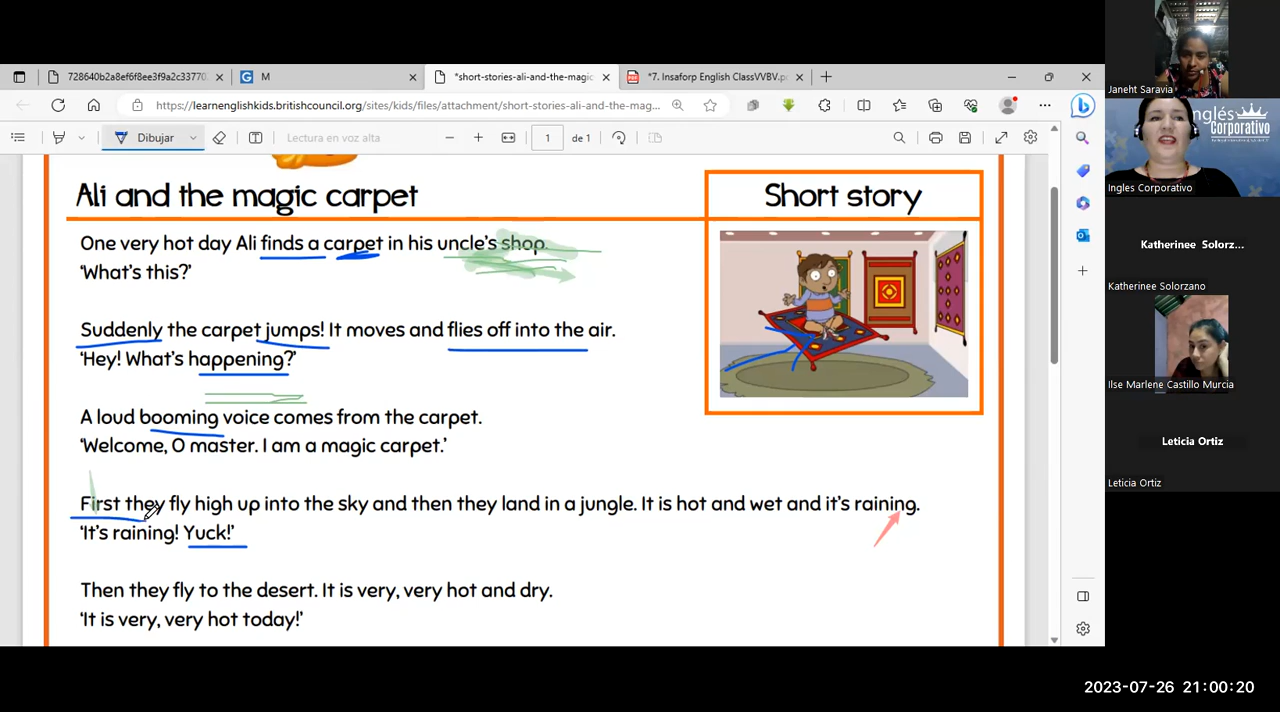 728640b2a8ef6f8ee3f9a2c33770
M
*short-stories-ali-and-the-magic
*7. Insaforp English ClassVVBV.p
https://learnenglishkids.britishcouncil.org/sites/kids/files/attachment/short-stories-ali-and-the-mag...
Dibujar
Lectura en voz alta
1
de 1
Ali and the magic carpet
Short story
One very hot day Ali finds a carpet in his uncle's shop.
'What's this?'
Suddenly the carpet jumps! It moves and flies off into the air.
'Hey! What's happening?'
A loud booming voice comes from the carpet.
'Welcome, O master. I am a magic carpet.'
First they fly high up into the sky and then they land in a jungle. It is hot and wet and it's raining.
'It's raining! Yuck!'
Then they fly to the desert. It is very, very hot and dry.
'It is very, very hot today!'
Janeht Saravia
Inglés
Corporativo
Ingles Corporativo
Katherinee Solorz...
Katherinee Solorzano
Ilse Marlene Castillo Murcia
Leticia Ortiz
Leticia Ortiz
2023-07-26 21:00:20